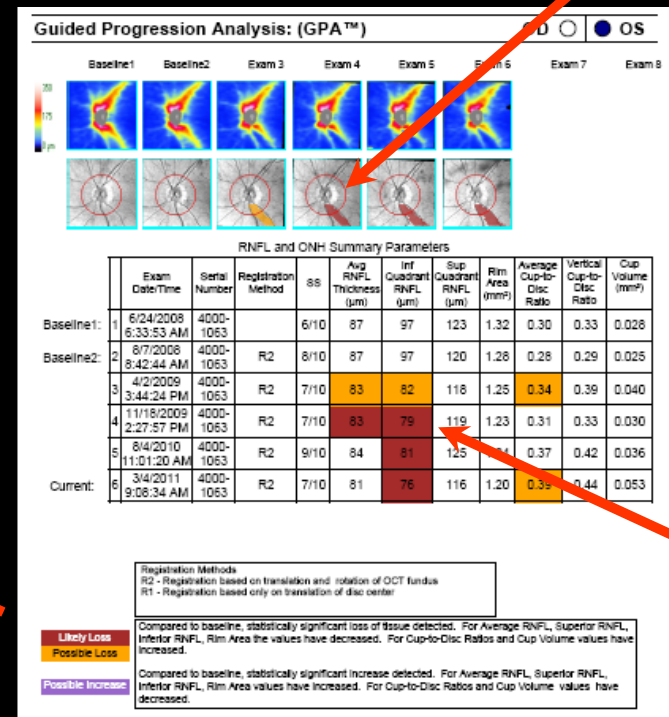 Guided Progression Analysis: (GPA™) OD OS
Baseline1 Baseline2 Exam 3 Exam 4 Exam 5 Exam 6 Exam 7 Exam 8
350
175
0 µm
RNFL and ONH Summary Parameters
Exam Date/Time Serial Number Registration Method SS Avg RNFL Thickness (µm) Inf Quadrant RNFL (µm) Sup Quadrant RNFL (µm) Rim Area (mm²) Average Cup-to-Disc Ratio Vertical Cup-to-Disc Ratio Cup Volume (mm³)
Baseline1: 1 6/24/2008 6:33:53 AM 4000-1063 6/10 87 97 123 1.32 0.30 0.33 0.028
Baseline2: 2 8/7/2008 8:42:44 AM 4000-1063 R2 8/10 87 97 120 1.28 0.28 0.29 0.025
3 4/2/2009 3:44:24 PM 4000-1063 R2 7/10 83 82 118 1.25 0.34 0.39 0.040
4 11/18/2009 2:27:57 PM 4000-1063 R2 7/10 83 79 119 1.23 0.31 0.33 0.030
5 8/4/2010 11:01:20 AM 4000-1063 R2 9/10 84 81 125 0.37 0.42 0.036
Current: 6 3/4/2011 9:08:34 AM 4000-1063 R2 7/10 81 76 116 1.20 0.39 0.44 0.053
Registration Methods
R2 - Registration based on translation and rotation of OCT fundus
R1 - Registration based only on translation of disc center
Likely Loss
Possible Loss
Compared to baseline, statistically significant loss of tissue detected. For Average RNFL, Superior RNFL,
Inferior RNFL, Rim Area the values have decreased. For Cup-to-Disc Ratios and Cup Volume values have
increased.
Possible Increase
Compared to baseline, statistically significant increase detected. For Average RNFL, Superior RNFL,
Inferior RNFL, Rim Area values have increased. For Cup-to-Disc Ratios and Cup Volume values have
decreased.